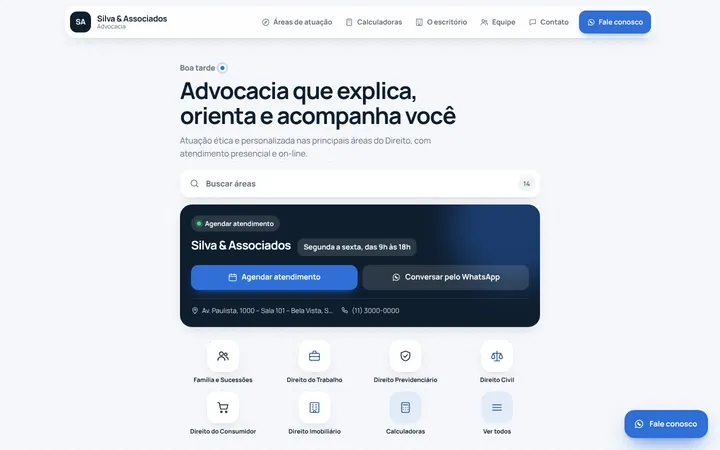 SA
Silva & Associados
Advocacia
Áreas de atuação
Calculadoras
O escritório
Equipe
Contato
Fale conosco
Boa tarde
Advocacia que explica,
orienta e acompanha você
Atuação ética e personalizada nas principais áreas do Direito, com
atendimento presencial e on-line.
Buscar áreas
14
Agendar atendimento
Silva & Associados
Segunda a sexta, das 9h às 18h
Agendar atendimento
Conversar pelo WhatsApp
Av. Paulista, 1000 – Sala 101 – Bela Vista, S...
(11) 3000-0000
Família e Sucessões
Direito do Trabalho
Direito Previdenciário
Direito Civil
Direito do Consumidor
Direito Imobiliário
Calculadoras
Ver todos
Fale conosco